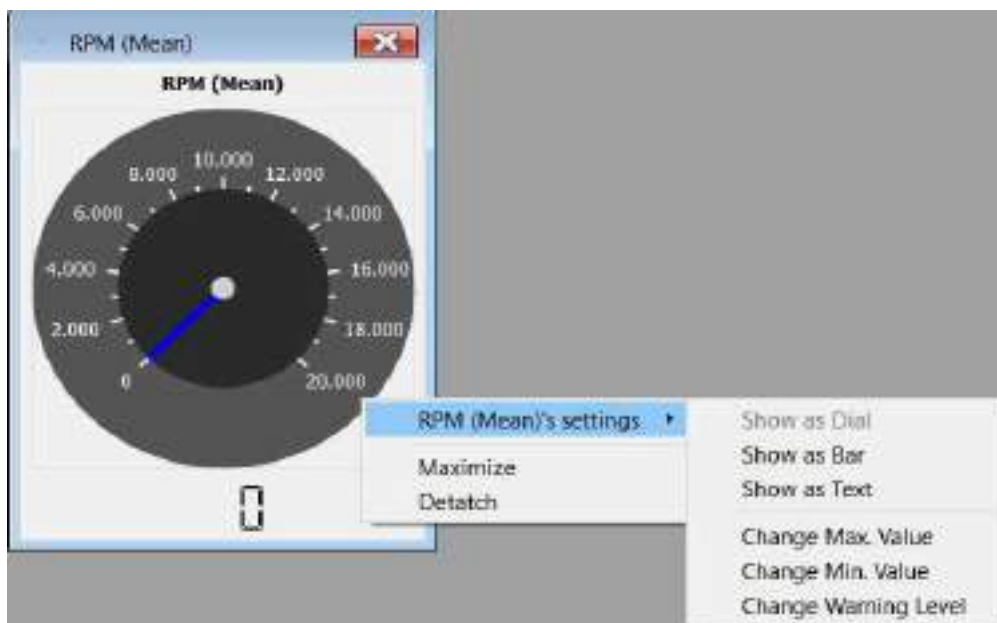 RPM (Mean)
RPM (Mean)
10.000
8.000
12.000
6.000
14.000
4.000
16.000
2.000
18.000
0
20.000
0
RPM (Mean)'s settings
Maximize
Detatch
Show as Dial
Show as Bar
Show as Text
Change Max. Value
Change Min. Value
Change Warning Level